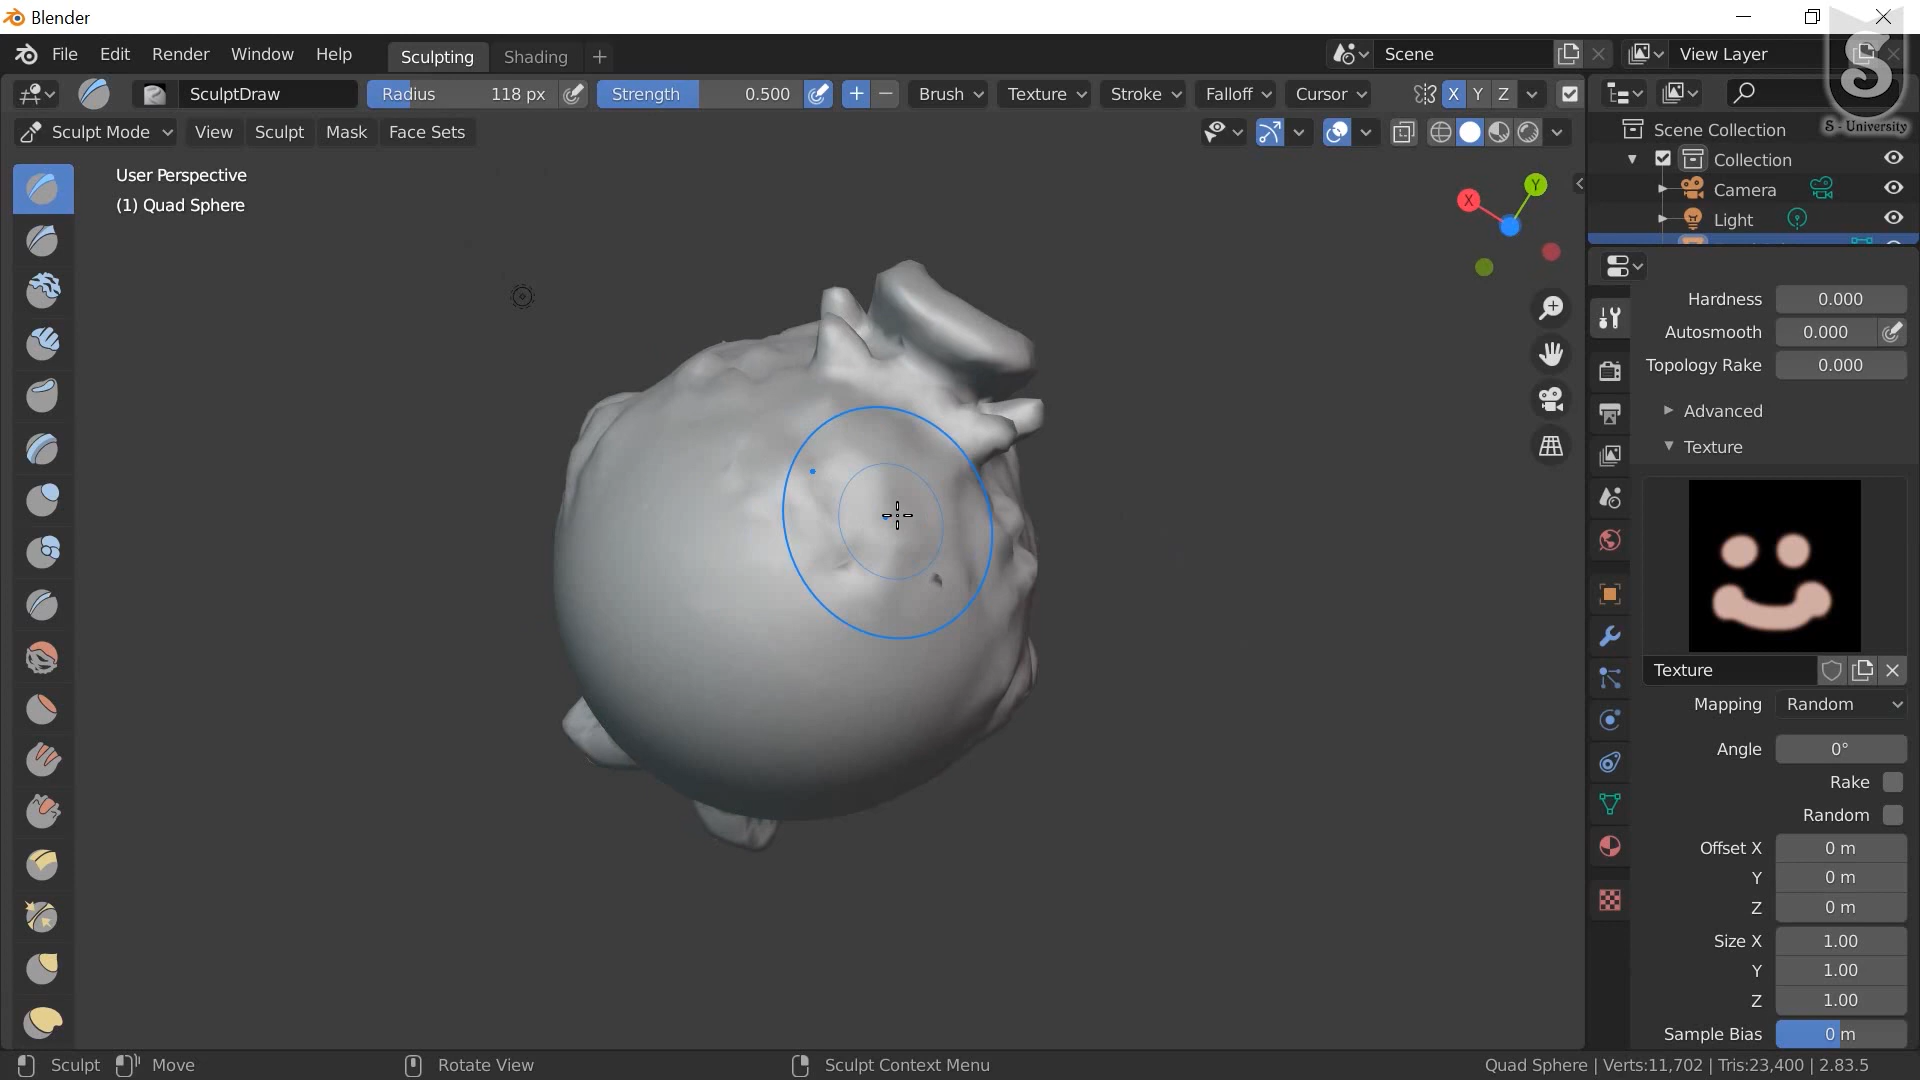 Blender
File Edit Render Window Help Sculpting Shading + Scene View Layer
SculptDraw Radius 118 px Strength 0.500 + − Brush Texture Stroke Falloff Cursor X Y Z
S
S - University
Sculpt Mode View Sculpt Mask Face Sets
Scene Collection
Collection
Camera
Light
User Perspective
(1) Quad Sphere
X
Y
Hardness 0.000
Autosmooth 0.000
Topology Rake 0.000
Advanced
Texture
Texture
Mapping Random
Angle 0°
Rake
Random
Offset X 0 m
Y 0 m
Z 0 m
Size X 1.00
Y 1.00
Z 1.00
Sample Bias 0 m
Sculpt Move Rotate View Sculpt Context Menu Quad Sphere | Verts:11,702 | Tris:23,400 | 2.83.5